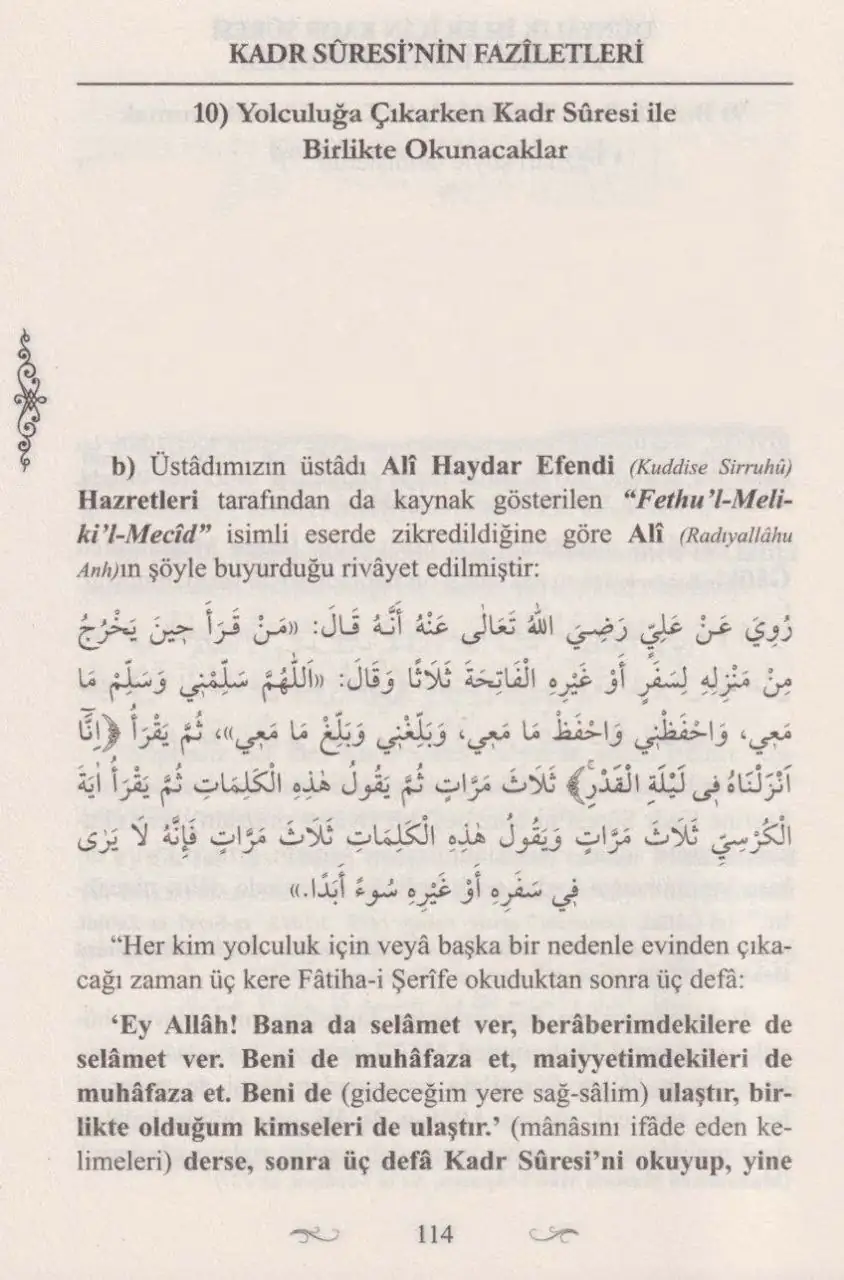 KADR SÛRESİ’NİN FAZÎLETLERİ
10) Yolculuğa Çıkarken Kadr Sûresi ile
Birlikte Okunacaklar
b) Üstâdımızın üstâdı Alî Haydar Efendi (Kuddise Sirruhû)
Hazretleri tarafından da kaynak gösterilen “Fethu’l-Meli-
ki’l-Mecîd” isimli eserde zikredildiğine göre Alî (Radıyallâhu
Anh)ın şöyle buyurduğu rivâyet edilmiştir:
رُوِيَ عَنْ عَلِيٍّ رَضِيَ اللّٰهُ تَعَالٰى عَنْهُ أَنَّهُ قَالَ: «مَنْ قَرَأَ حِينَ يَخْرُجُ
مِنْ مَنْزِلِهِ لِسَفَرٍ أَوْ غَيْرِهِ الْفَاتِحَةَ ثَلَاثًا وَقَالَ: «اَللّٰهُمَّ سَلِّمْنِي وَسَلِّمْ مَا
مَعِي، وَاحْفَظْنِي وَاحْفَظْ مَا مَعِي، وَبَلِّغْنِي وَبَلِّغْ مَا مَعِي»، ثُمَّ يَقْرَأُ ﴿اِنَّٓا
اَنْزَلْنَاهُ فِى لَيْلَةِ الْقَدْرِۚ﴾ ثَلَاثَ مَرَّاتٍ ثُمَّ يَقُولُ هٰذِهِ الْكَلِمَاتِ ثُمَّ يَقْرَأُ اٰيَةَ
الْكُرْسِيِّ ثَلَاثَ مَرَّاتٍ وَيَقُولُ هٰذِهِ الْكَلِمَاتِ ثَلَاثَ مَرَّاتٍ فَإِنَّهُ لَا يَرٰى
فِي سَفَرِهِ أَوْ غَيْرِهِ سُوءً أَبَدًا.»
“Her kim yolculuk için veyâ başka bir nedenle evinden çıka-
cağı zaman üç kere Fâtiha-i Şerîfe okuduktan sonra üç defâ:
‘Ey Allâh! Bana da selâmet ver, berâberimdekilere de
selâmet ver. Beni de muhâfaza et, maiyyetimdekileri de
muhâfaza et. Beni de (gideceğim yere sağ-sâlim) ulaştır, bir-
likte olduğum kimseleri de ulaştır.’ (mânâsını ifâde eden ke-
limeleri) derse, sonra üç defâ Kadr Sûresi’ni okuyup, yine
114